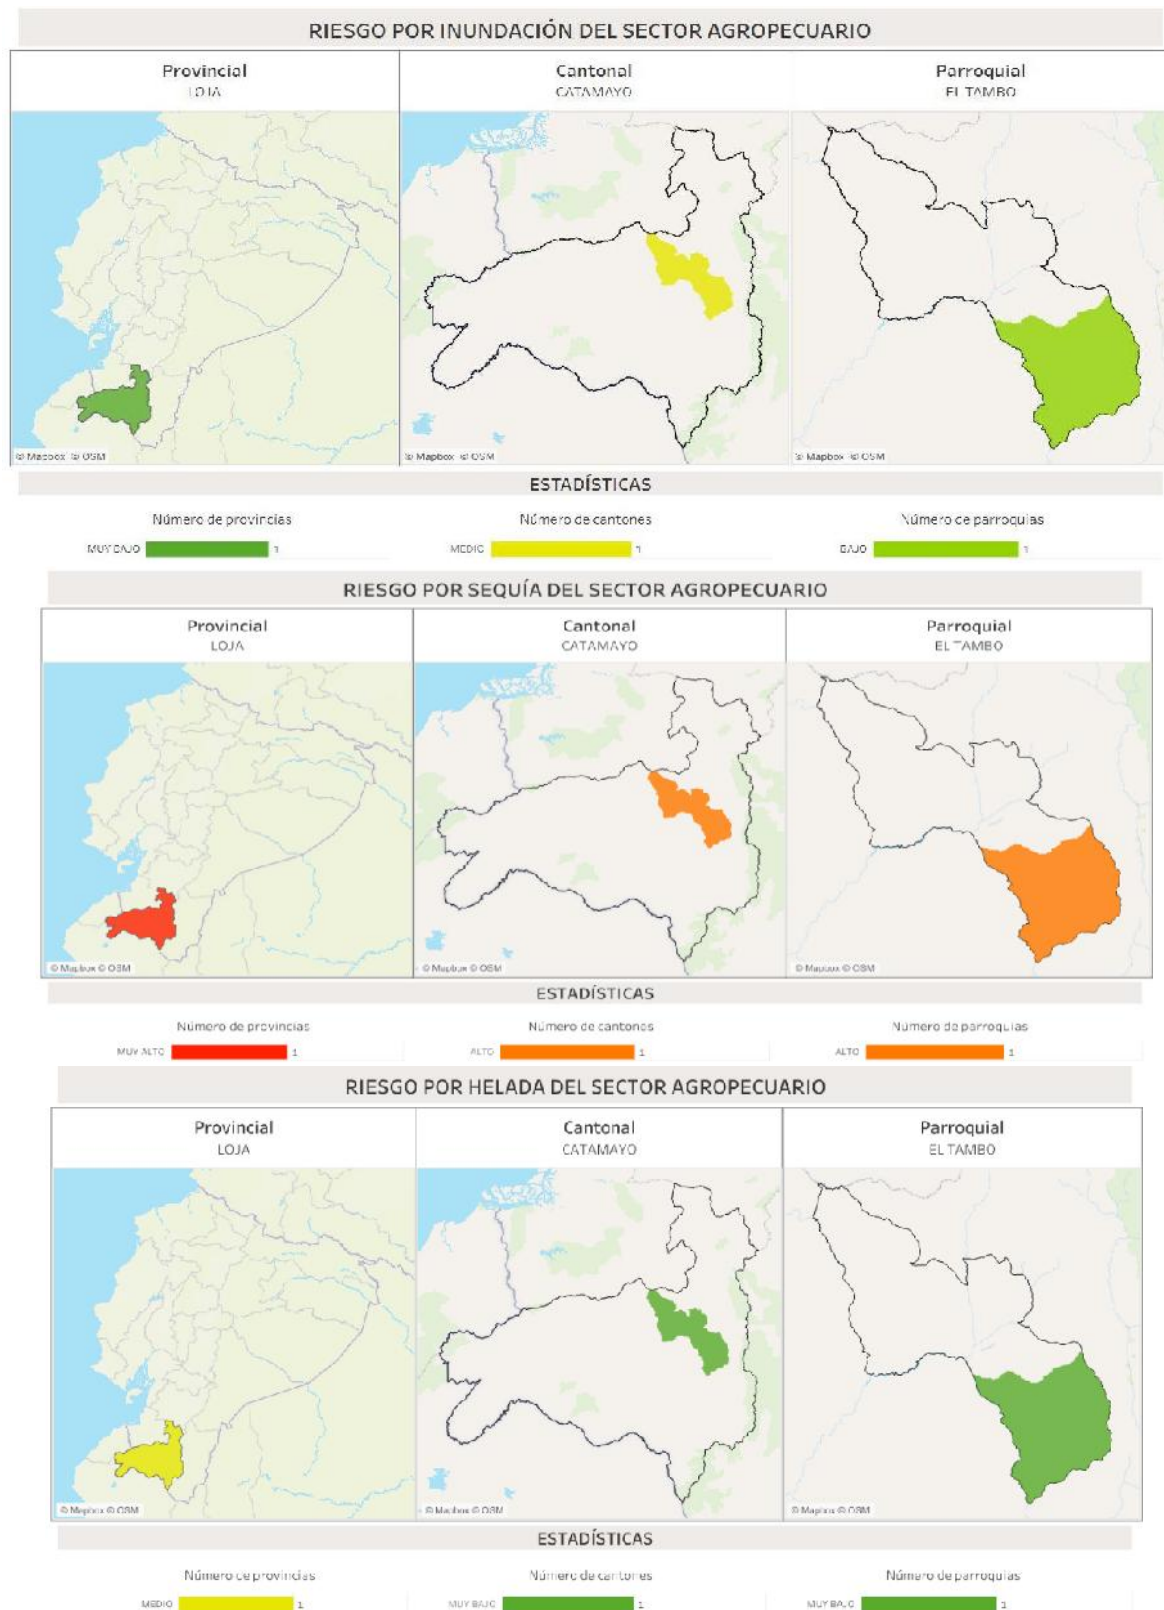 RIESGO POR INUNDACIÓN DEL SECTOR AGROPECUARIO
Provincial
LOJA
Cantonal
CATAMAYO
Parroquial
EL TAMBO
© Mapbox © OSM
© Mapbox © OSM
© Mapbox © OSM
ESTADÍSTICAS
Número de provincias
Número de cantones
Número de parroquias
MUY BAJO 1
MEDIO 1
BAJO 1
RIESGO POR SEQUÍA DEL SECTOR AGROPECUARIO
Provincial
LOJA
Cantonal
CATAMAYO
Parroquial
EL TAMBO
© Mapbox © OSM
© Mapbox © OSM
© Mapbox © OSM
ESTADÍSTICAS
Número de provincias
Número de cantones
Número de parroquias
MUY ALTO 1
ALTO 1
ALTO 1
RIESGO POR HELADA DEL SECTOR AGROPECUARIO
Provincial
LOJA
Cantonal
CATAMAYO
Parroquial
EL TAMBO
© Mapbox © OSM
© Mapbox © OSM
© Mapbox © OSM
ESTADÍSTICAS
Número de provincias
Número de cantones
Número de parroquias
MEDIO 1
MUY BAJO 1
MUY BAJO 1